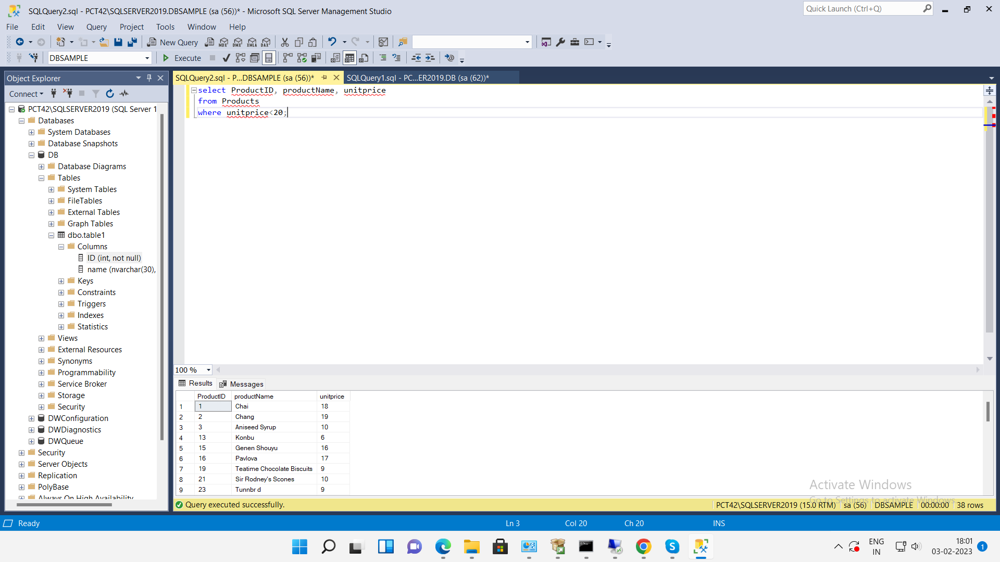 SQLQuery2.sql - PCT42\SQLSERVER2019.DBSAMPLE (sa (56))* - Microsoft SQL Server Management Studio
Quick Launch (Ctrl+Q)
File Edit View Query Project Tools Window Help
New Query MDX DMX XMLA DAX
DBSAMPLE Execute
Object Explorer
SQLQuery2.sql - P...DBSAMPLE (sa (56))* SQLQuery1.sql - PC...ER2019.DB (sa (62))*
Connect
select ProductID, productName, unitprice
from Products
where unitprice<20;
PCT42\SQLSERVER2019 (SQL Server 1
Databases
System Databases
Database Snapshots
DB
Database Diagrams
Tables
System Tables
FileTables
External Tables
Graph Tables
dbo.table1
Columns
ID (int, not null)
name (nvarchar(30),
Keys
Constraints
Triggers
Indexes
Statistics
Views
External Resources
Synonyms
Programmability
Service Broker
Storage
Security
DWConfiguration
DWDiagnostics
DWQueue
Security
Server Objects
Replication
PolyBase
Always On High Availability
100 %
Results Messages
ProductID productName unitprice
1 1 Chai 18
2 2 Chang 19
3 3 Aniseed Syrup 10
4 13 Konbu 6
5 15 Genen Shouyu 16
6 16 Pavlova 17
7 19 Teatime Chocolate Biscuits 9
8 21 Sir Rodney's Scones 10
9 23 Tunnbr d 9
Activate Windows
Go to Settings to activate Windows.
Query executed successfully.
PCT42\SQLSERVER2019 (15.0 RTM) sa (56) DBSAMPLE 00:00:00 38 rows
Ready Ln 3 Col 20 Ch 20 INS
ENG
IN
18:01
03-02-2023
1